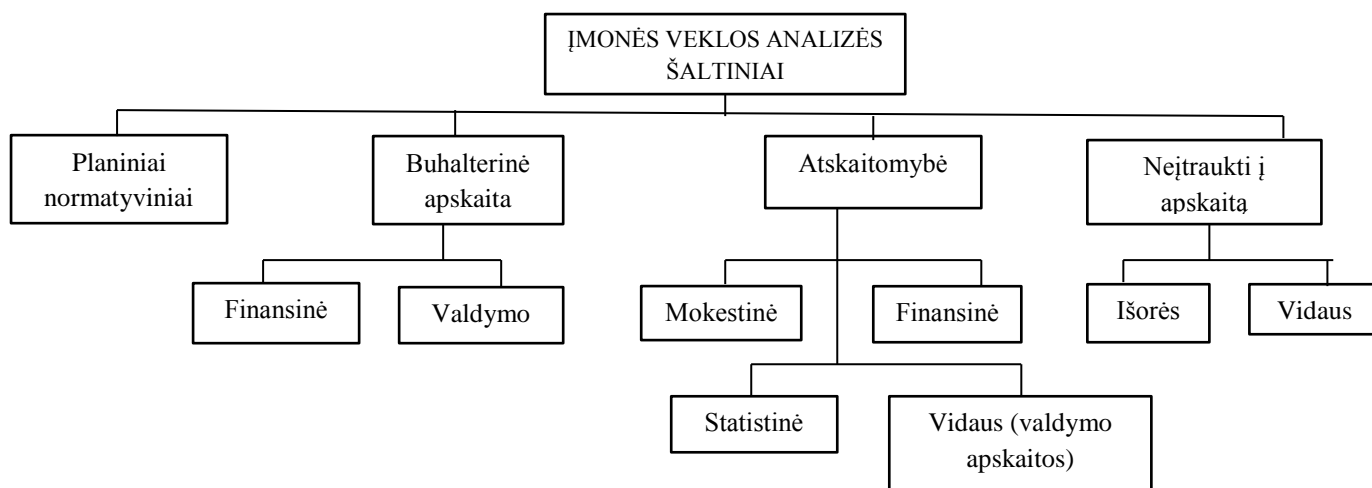 ĮMONĖS VEKLOS ANALIZĖS
ŠALTINIAI
Planiniai
normatyviniai
Buhalterinė
apskaita
Atskaitomybė
Neįtraukti į
apskaitą
Finansinė
Valdymo
Mokestinė
Finansinė
Išorės
Vidaus
Statistinė
Vidaus (valdymo
apskaitos)